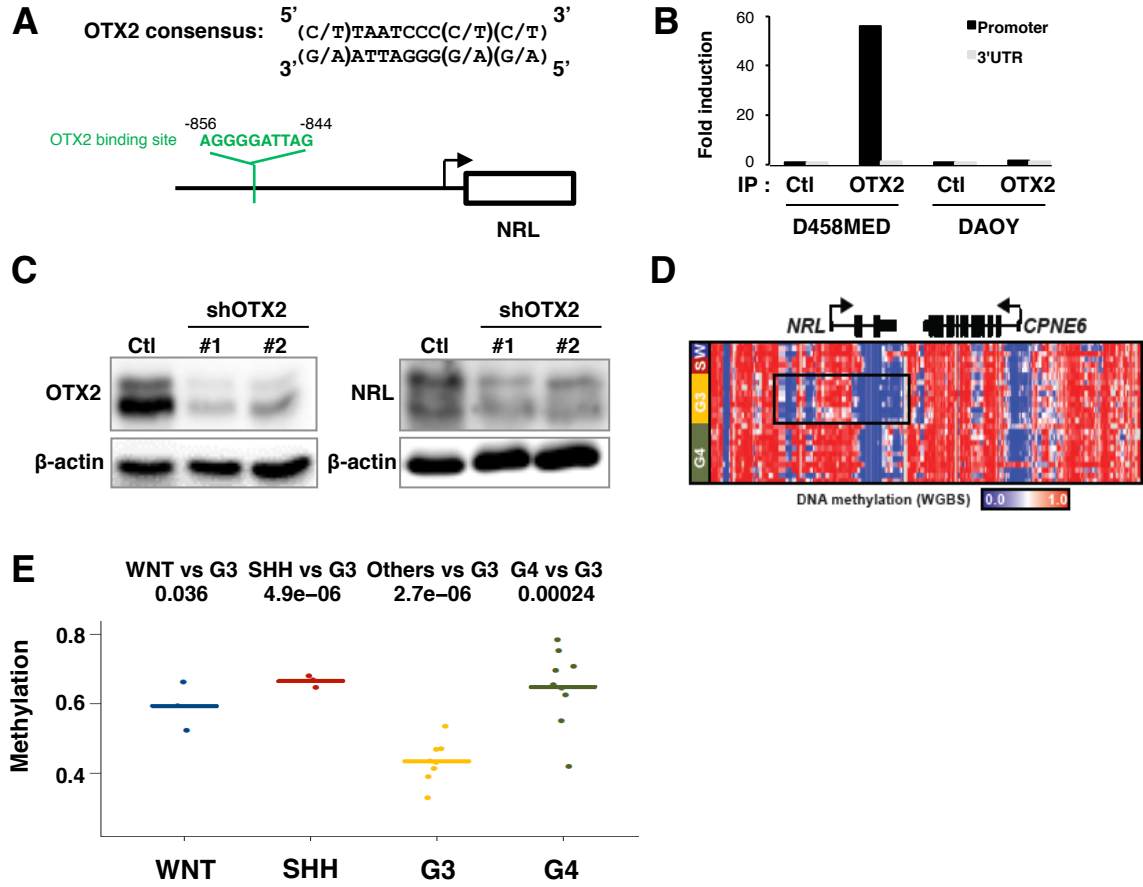 A
OTX2 consensus:
5’ (C/T)TAATCCC(C/T)(C/T) 3’
3’ (G/A)ATTAGGG(G/A)(G/A) 5’
-856 -844
OTX2 binding site AGGGGATTAG
NRL
B
Fold induction
60
40
20
0
Promoter
3'UTR
IP : Ctl OTX2 Ctl OTX2
D458MED DAOY
C
shOTX2
Ctl #1 #2
OTX2
β-actin
shOTX2
Ctl #1 #2
NRL
β-actin
D
NRL CPNE6
SW
G3
G4
DNA methylation (WGBS) 0.0 1.0
E
WNT vs G3 SHH vs G3 Others vs G3 G4 vs G3
0.036 4.9e−06 2.7e−06 0.00024
Methylation
0.8
0.6
0.4
WNT SHH G3 G4